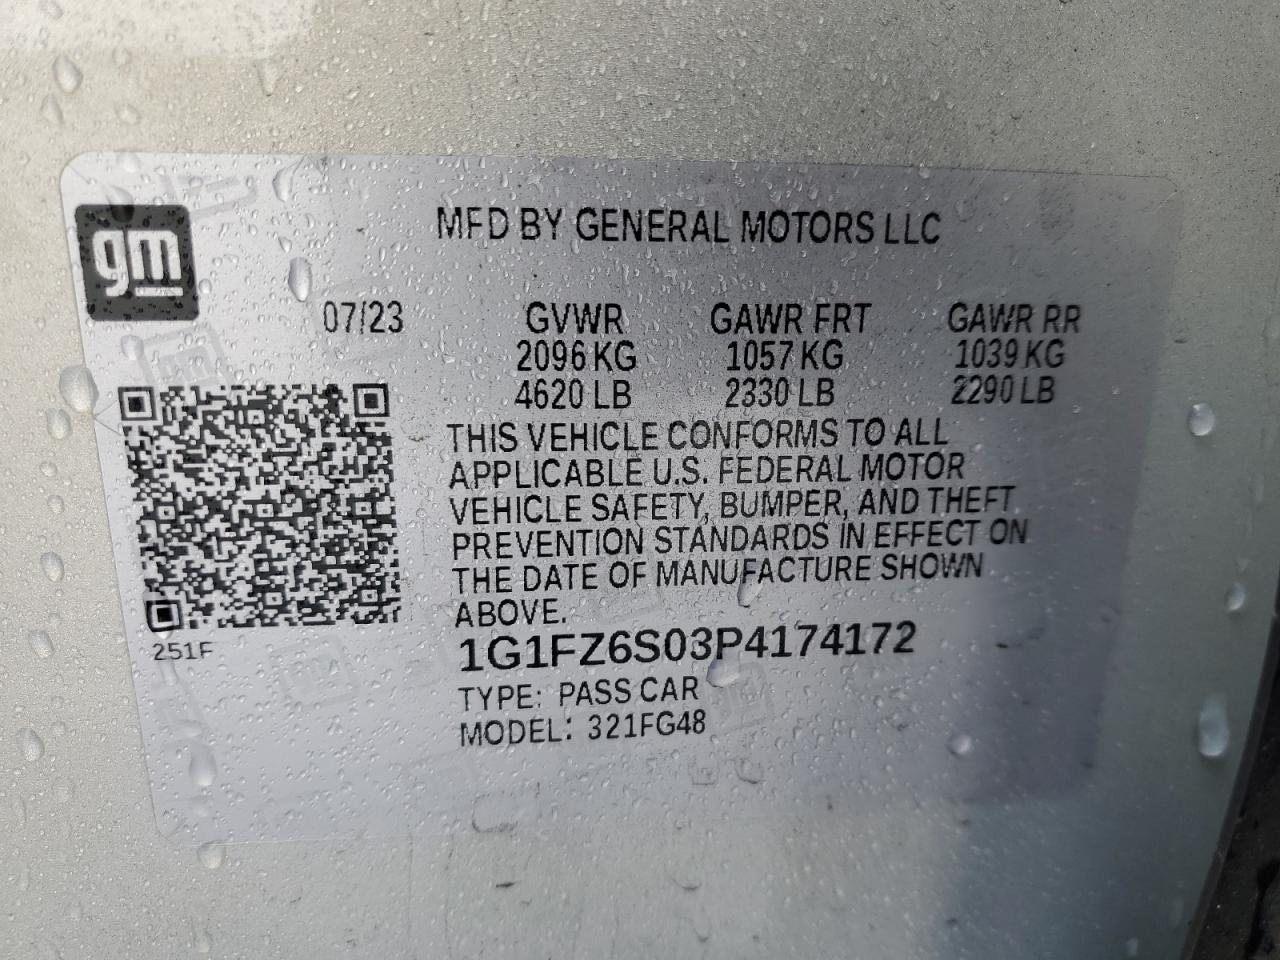 gm
MFD BY GENERAL MOTORS LLC
07/23 GVWR GAWR FRT GAWR RR
2096 KG 1057 KG 1039 KG
4620 LB 2330 LB 2290 LB
THIS VEHICLE CONFORMS TO ALL
APPLICABLE U.S. FEDERAL MOTOR
VEHICLE SAFETY, BUMPER, AND THEFT
PREVENTION STANDARDS IN EFFECT ON
THE DATE OF MANUFACTURE SHOWN
ABOVE.
251F
1G1FZ6S03P4174172
TYPE: PASS CAR
MODEL: 321FG48